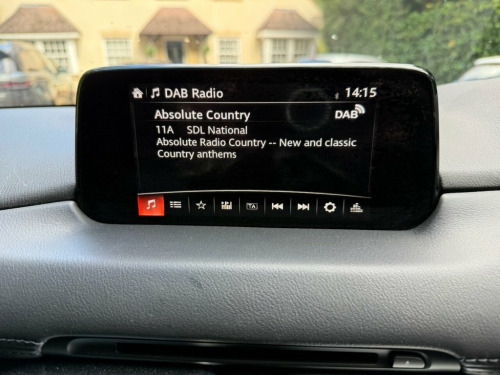 DAB Radio 14:15
Absolute Country DAB
11A SDL National
Absolute Radio Country -- New and classic
Country anthems
TA